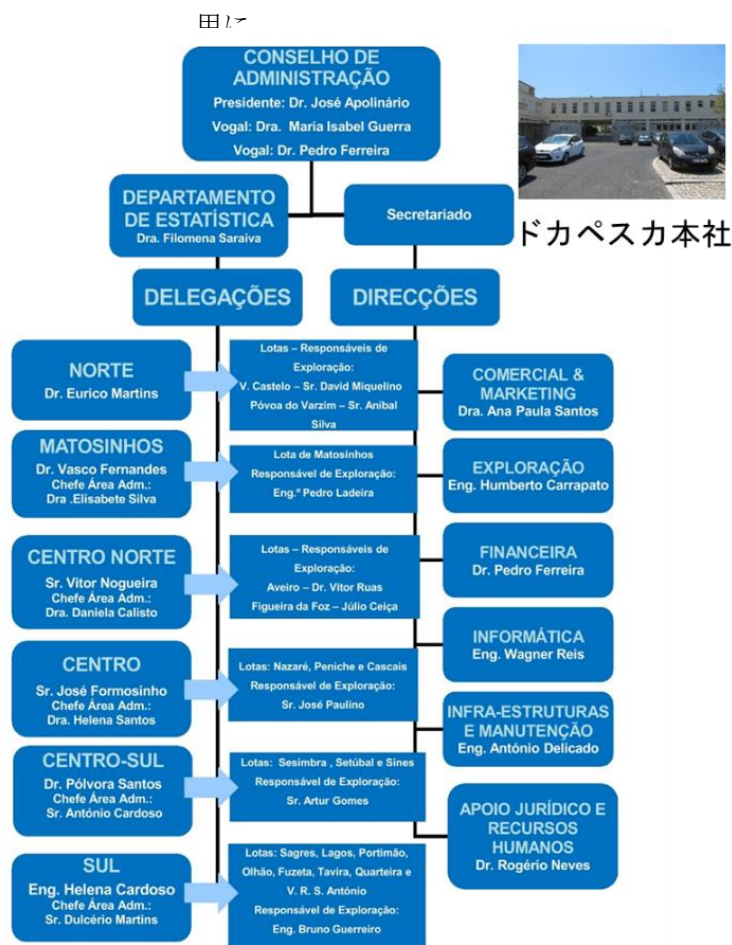 CONSELHO DE
ADMINISTRAÇÃO
Presidente: Dr. José Apolinário
Vogal: Dra. Maria Isabel Guerra
Vogal: Dr. Pedro Ferreira
ドカペスカ本社
DEPARTAMENTO
DE ESTATÍSTICA
Dra. Filomena Saraiva
Secretariado
DELEGAÇÕES
DIRECÇÕES
NORTE
Dr. Eurico Martins
Lotas – Responsáveis de
Exploração:
V. Castelo – Sr. David Miquelino
Póvoa do Varzim – Sr. Anibal
Silva
COMERCIAL &
MARKETING
Dra. Ana Paula Santos
MATOSINHOS
Dr. Vasco Fernandes
Chefe Área Adm.:
Dra .Elisabete Silva
Lota de Matosinhos
Responsável de Exploração:
Eng.º Pedro Ladeira
EXPLORAÇÃO
Eng. Humberto Carrapato
CENTRO NORTE
Sr. Vitor Nogueira
Chefe Área Adm.:
Dra. Daniela Calisto
Lotas – Responsáveis de
Exploração:
Aveiro – Dr. Vitor Ruas
Figueira da Foz – Júlio Ceiça
FINANCEIRA
Dr. Pedro Ferreira
INFORMÁTICA
Eng. Wagner Reis
CENTRO
Sr. José Formosinho
Chefe Área Adm.:
Dra. Helena Santos
Lotas: Nazaré, Peniche e Cascais
Responsável de Exploração:
Sr. José Paulino
INFRA-ESTRUTURAS
E MANUTENÇÃO
Eng. António Delicado
CENTRO-SUL
Dr. Pólvora Santos
Chefe Área Adm.:
Sr. António Cardoso
Lotas: Sesimbra , Setúbal e Sines
Responsável de Exploração:
Sr. Artur Gomes
APOIO JURÍDICO E
RECURSOS
HUMANOS
Dr. Rogério Neves
SUL
Eng. Helena Cardoso
Chefe Área Adm.:
Sr. Dulcério Martins
Lotas: Sagres, Lagos, Portimão,
Olhão, Fuzeta, Tavira, Quarteira e
V. R. S. António
Responsável de Exploração:
Eng. Bruno Guerreiro